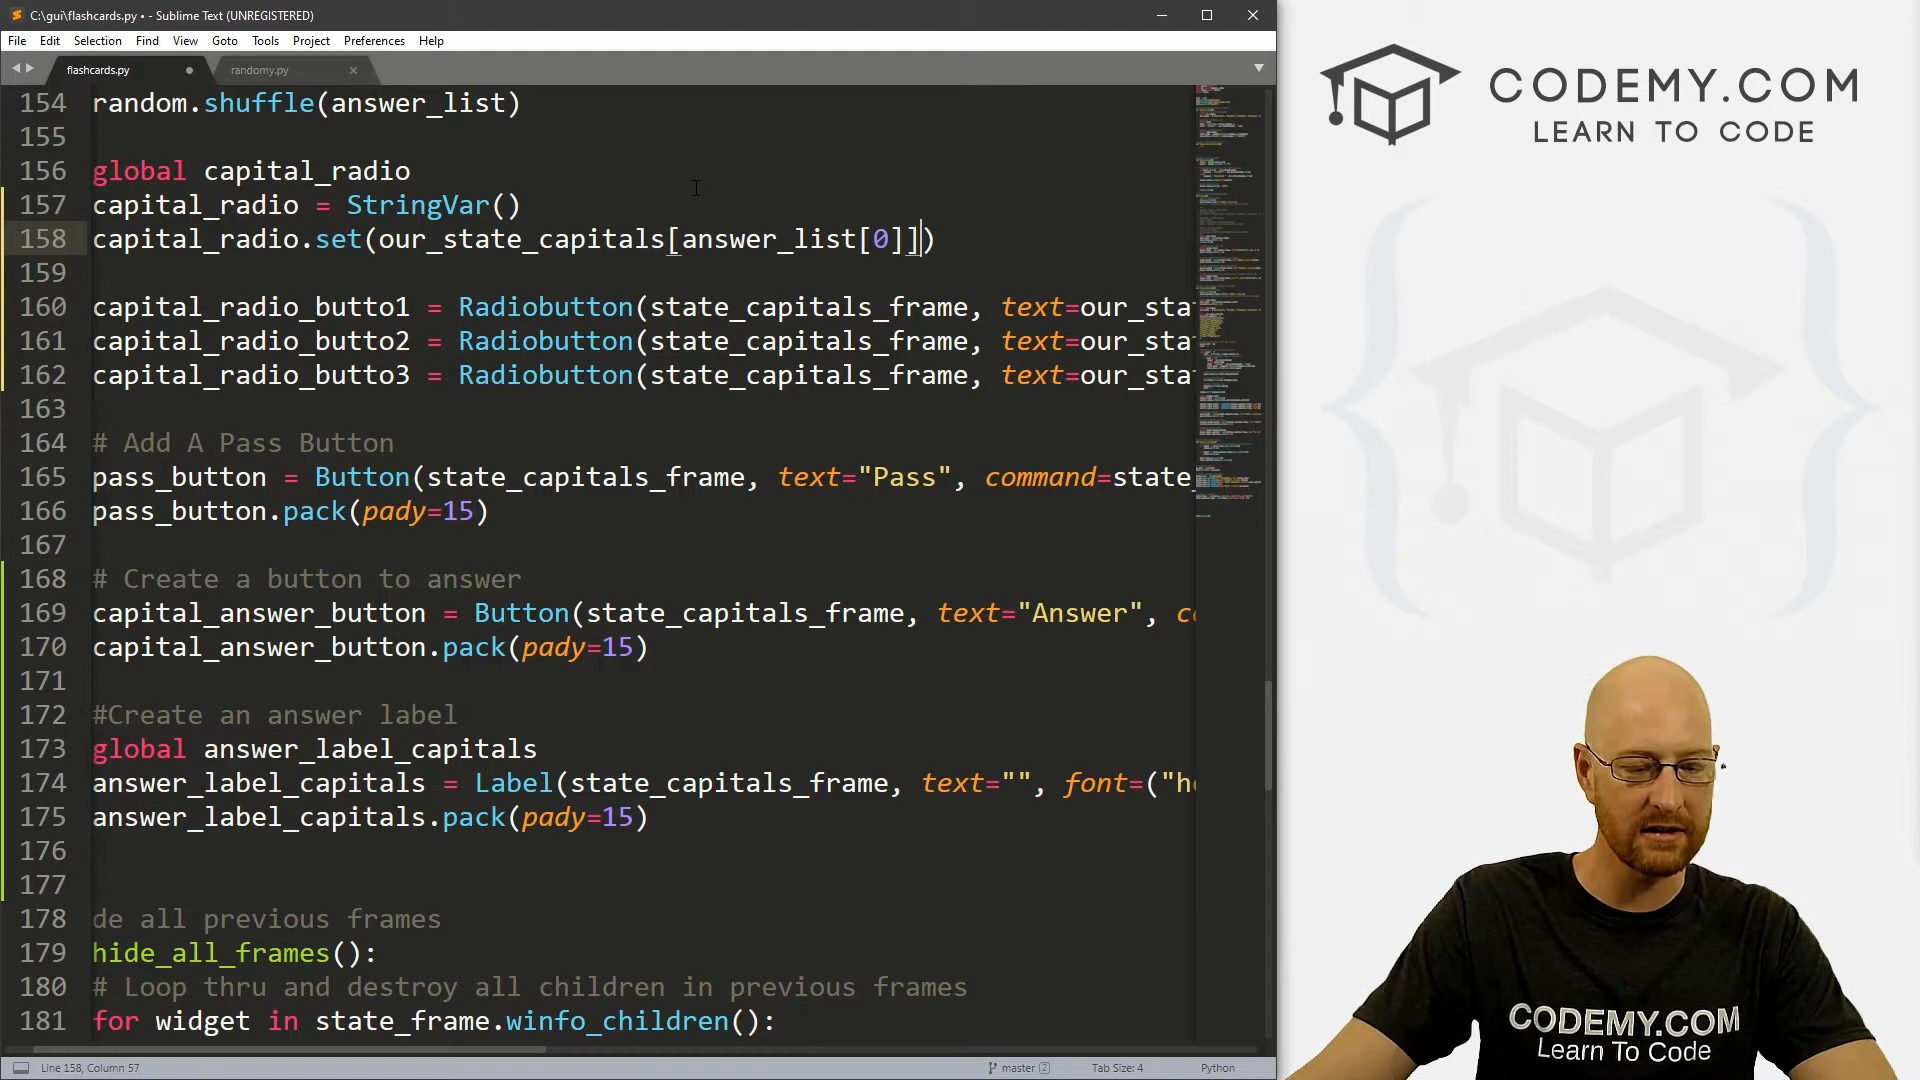 C:\gui\flashcards.py • - Sublime Text (UNREGISTERED)
File Edit Selection Find View Goto Tools Project Preferences Help
flashcards.py randomy.py
154 random.shuffle(answer_list)
155
156 global capital_radio
157 capital_radio = StringVar()
158 capital_radio.set(our_state_capitals[answer_list[0]])
159
160 capital_radio_butto1 = Radiobutton(state_capitals_frame, text=our_sta
161 capital_radio_butto2 = Radiobutton(state_capitals_frame, text=our_sta
162 capital_radio_butto3 = Radiobutton(state_capitals_frame, text=our_sta
163
164 # Add A Pass Button
165 pass_button = Button(state_capitals_frame, text="Pass", command=state_
166 pass_button.pack(pady=15)
167
168 # Create a button to answer
169 capital_answer_button = Button(state_capitals_frame, text="Answer", co
170 capital_answer_button.pack(pady=15)
171
172 #Create an answer label
173 global answer_label_capitals
174 answer_label_capitals = Label(state_capitals_frame, text="", font=("he
175 answer_label_capitals.pack(pady=15)
176
177
178 de all previous frames
179 hide_all_frames():
180 # Loop thru and destroy all children in previous frames
181 for widget in state_frame.winfo_children():
Line 158, Column 57 master 2 Tab Size: 4 Python
CODEMY.COM
LEARN TO CODE
CODEMY.COM
Learn To Code